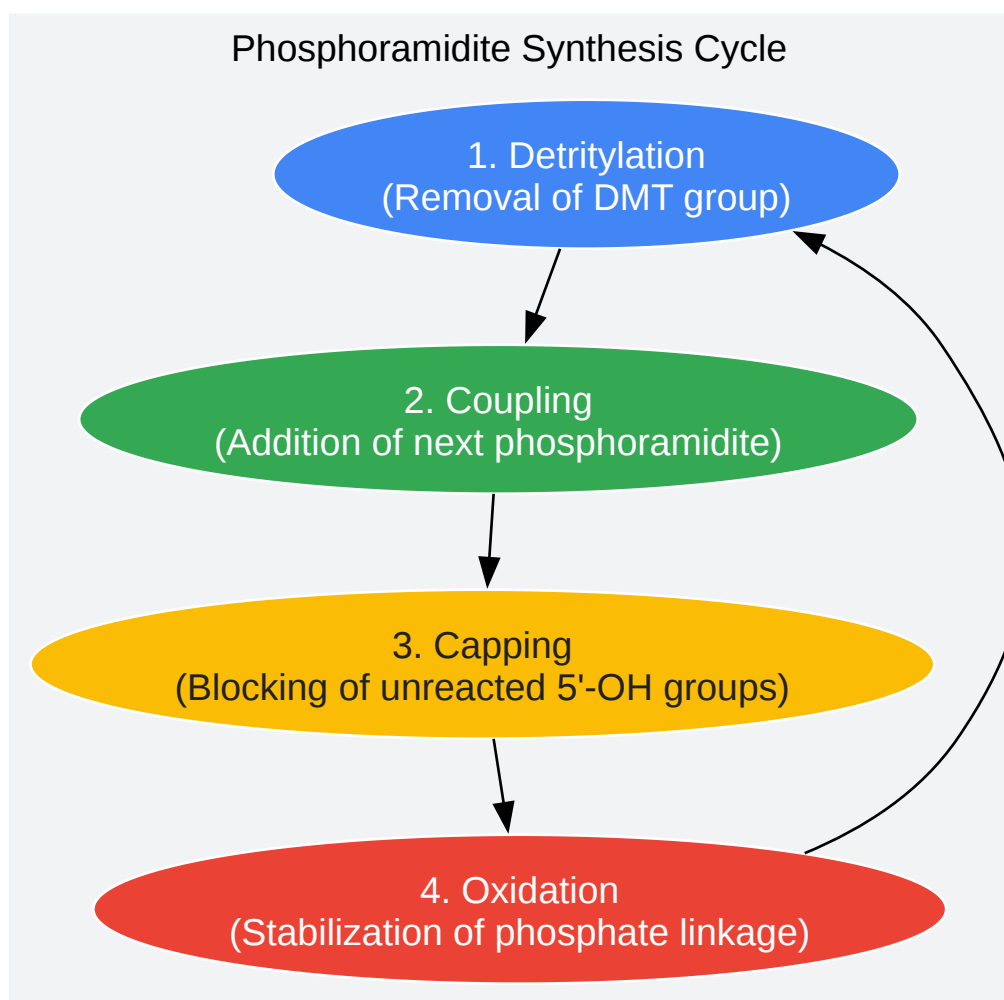 Phosphoramidite Synthesis Cycle
1. Detritylation
(Removal of DMT group)
2. Coupling
(Addition of next phosphoramidite)
3. Capping
(Blocking of unreacted 5'-OH groups)
4. Oxidation
(Stabilization of phosphate linkage)